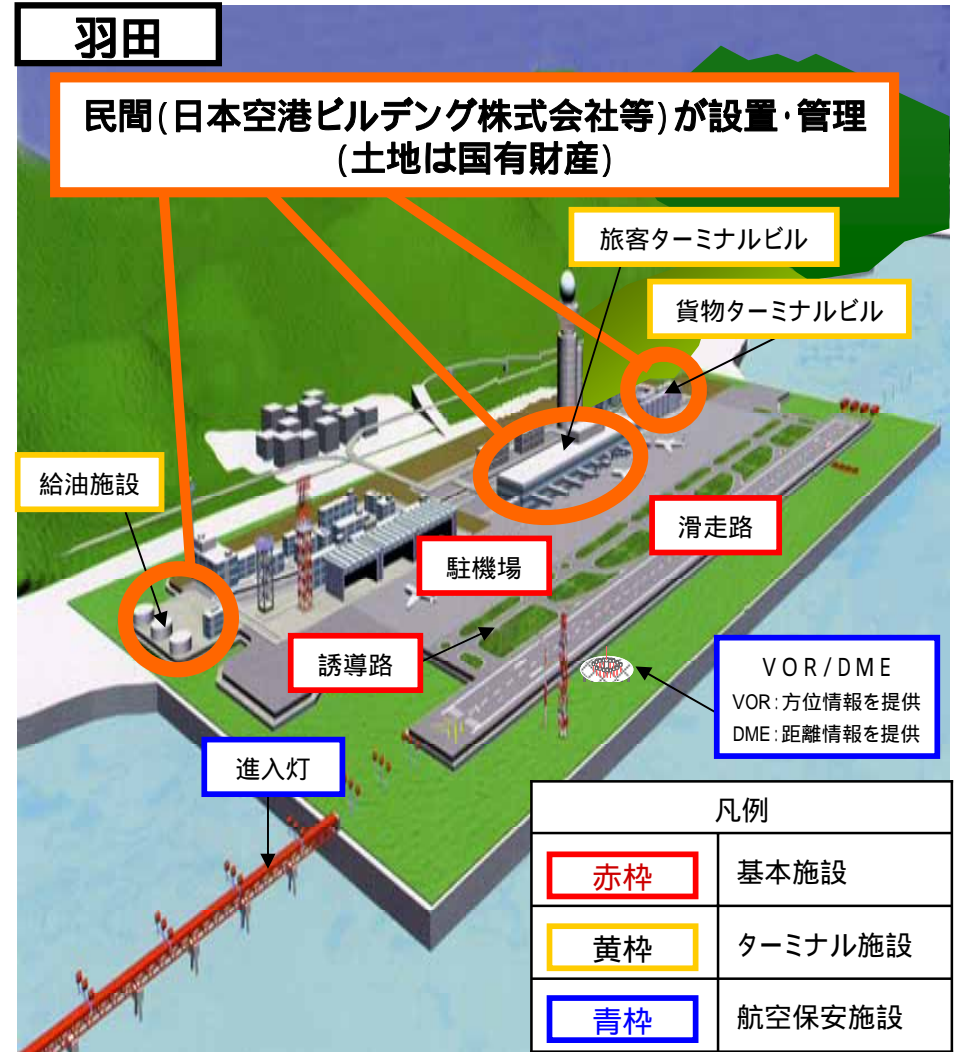 羽田
民間(日本空港ビルデング株式会社等)が設置･管理
(土地は国有財産)
旅客ターミナルビル
貨物ターミナルビル
給油施設
滑走路
駐機場
誘導路
VOR/DME
VOR:方位情報を提供
DME:距離情報を提供
進入灯
凡例
赤枠 基本施設
黄枠 ターミナル施設
青枠 航空保安施設